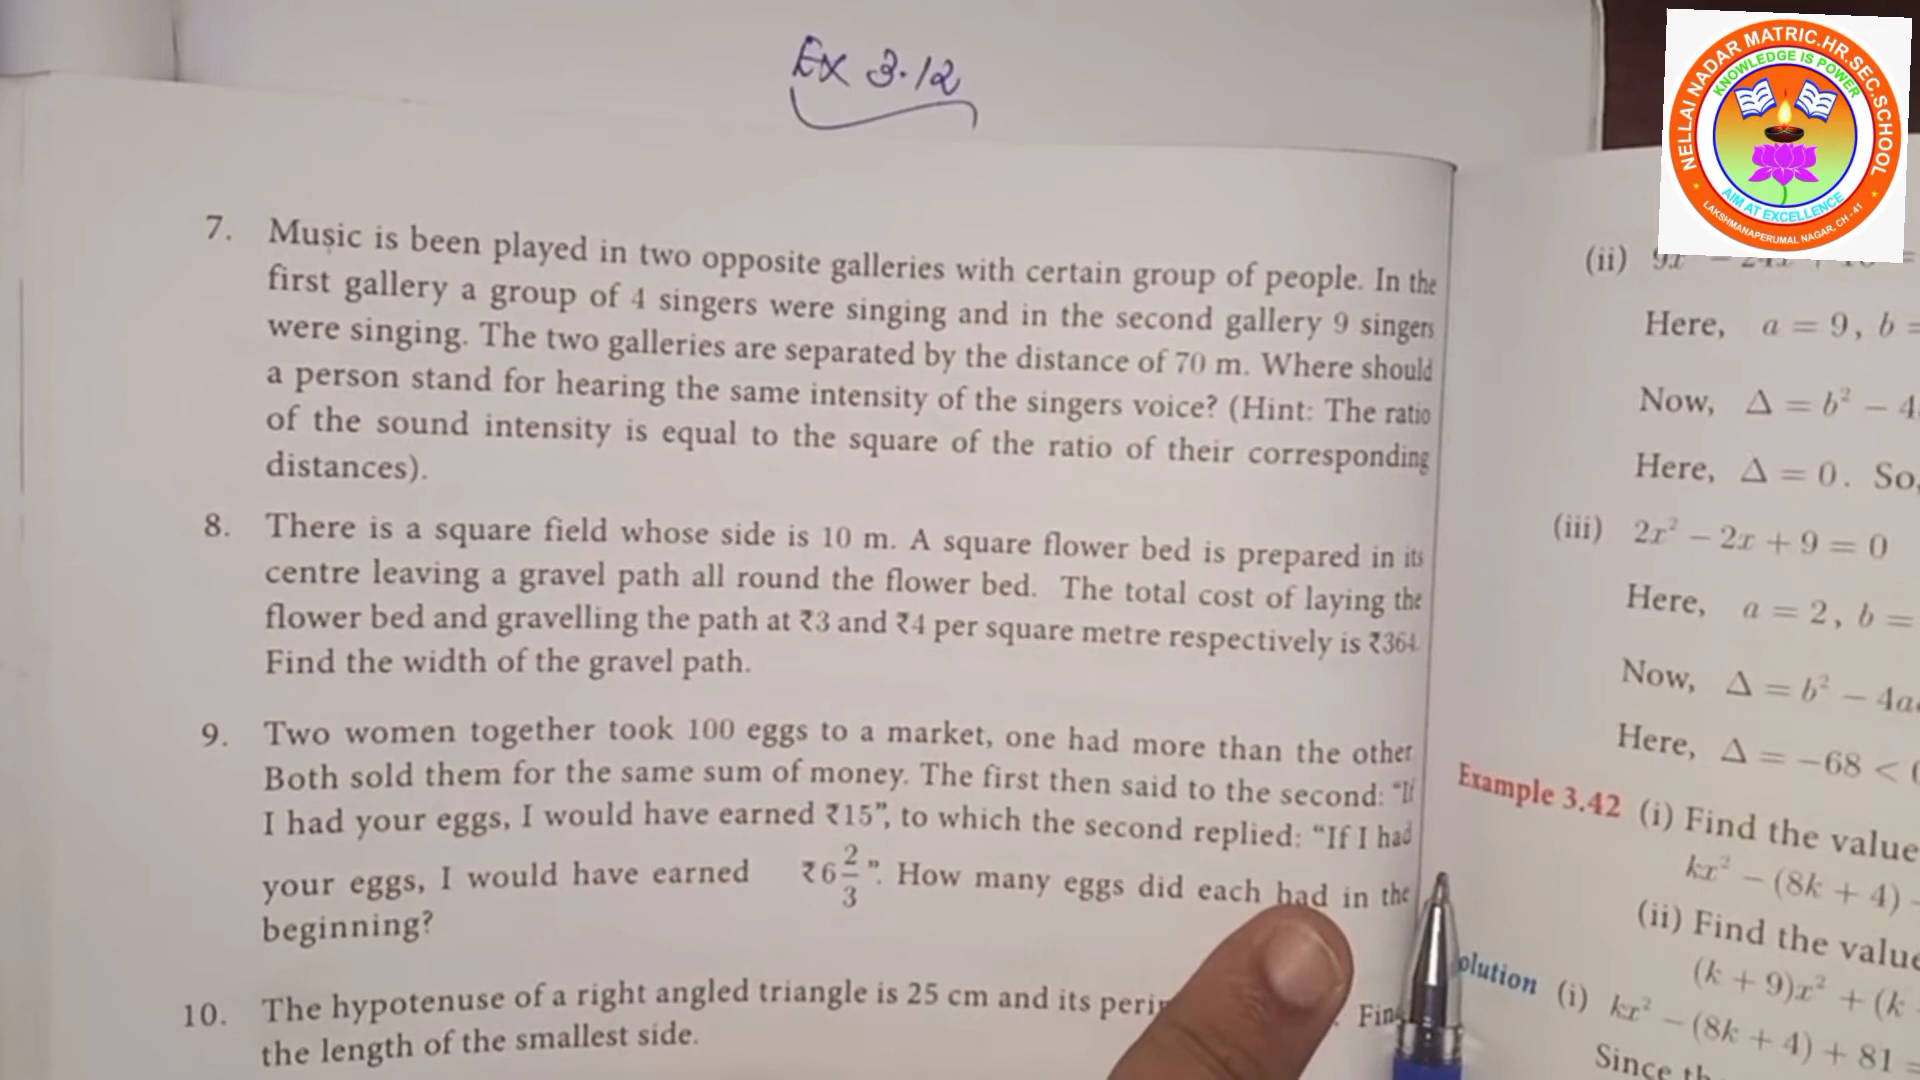 Ex 3.12
7. Music is been played in two opposite galleries with certain group of people. In the
first gallery a group of 4 singers were singing and in the second gallery 9 singers
were singing. The two galleries are separated by the distance of 70 m. Where should
a person stand for hearing the same intensity of the singers voice? (Hint: The ratio
of the sound intensity is equal to the square of the ratio of their corresponding
distances).
8. There is a square field whose side is 10 m. A square flower bed is prepared in its
centre leaving a gravel path all round the flower bed. The total cost of laying the
flower bed and gravelling the path at ₹3 and ₹4 per square metre respectively is ₹364
Find the width of the gravel path.
9. Two women together took 100 eggs to a market, one had more than the other
Both sold them for the same sum of money. The first then said to the second: “If
I had your eggs, I would have earned ₹15”, to which the second replied: “If I had
your eggs, I would have earned ₹6 2/3”. How many eggs did each had in the
beginning?
10. The hypotenuse of a right angled triangle is 25 cm and its Find
the length of the smallest side.
(ii)
Here, a = 9, b =
Now, Δ = b² − 4
Here, Δ = 0. So,
(iii) 2x² − 2x + 9 = 0
Here, a = 2, b =
Now, Δ = b² − 4a
Here, Δ = −68 <
Example 3.42 (i) Find the value
kx² − (8k + 4)
(ii) Find the value
(k + 9)x² + (k
olution (i) kx² − (8k + 4) + 81 =
Since
NELLAI NADAR MATRIC.HR.SEC.SCHOOL
KNOWLEDGE IS POWER
AIM AT EXCELLENCE
LAKSHMANAPERUMAL NAGAR, CH - 41